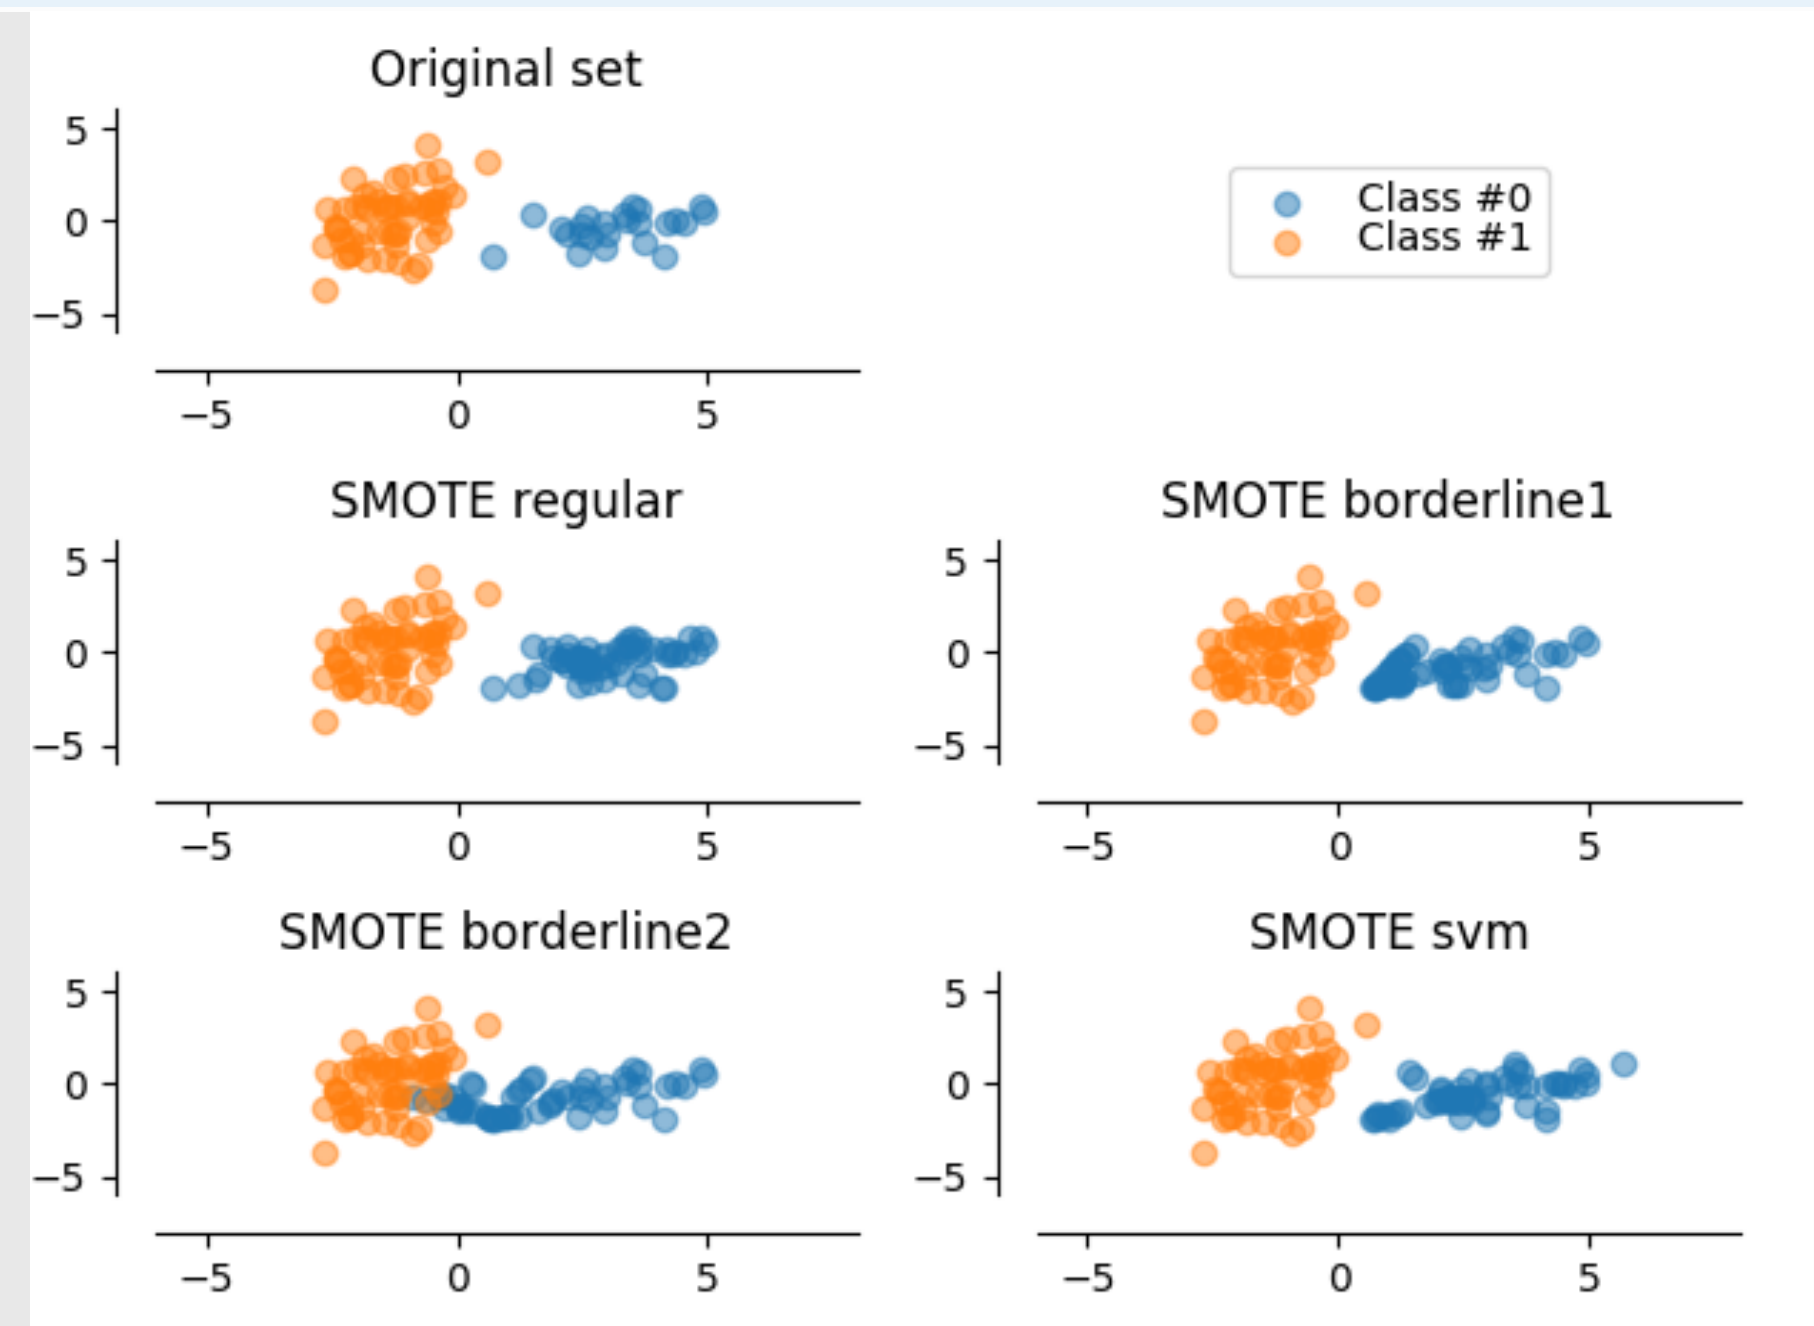 Original set
5
0
−5
−5 0 5
Class #0
Class #1
SMOTE regular
5
0
−5
−5 0 5
SMOTE borderline1
5
0
−5
−5 0 5
SMOTE borderline2
5
0
−5
−5 0 5
SMOTE svm
5
0
−5
−5 0 5